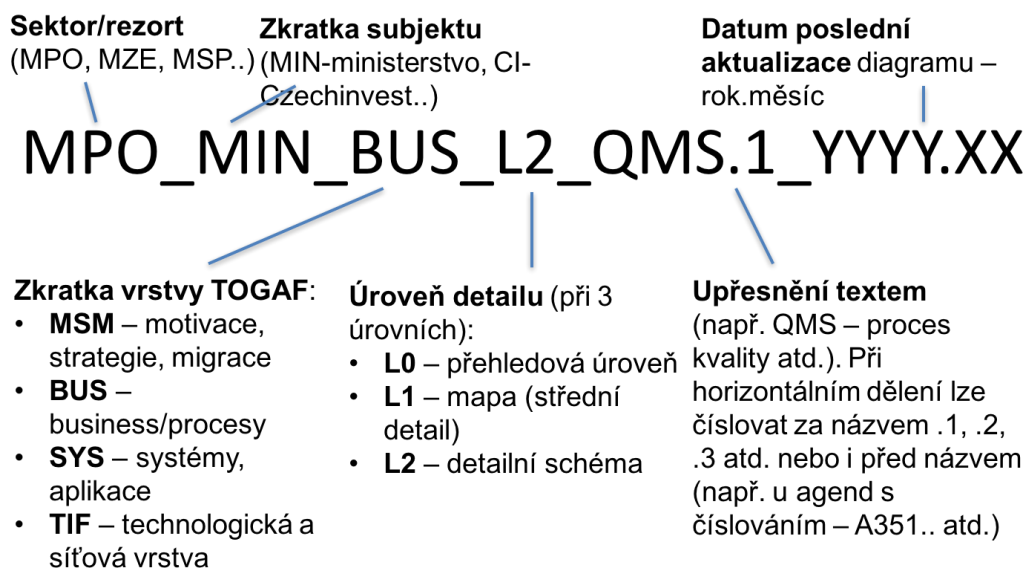 Sektor/rezort
(MPO, MZE, MSP..)
Zkratka subjektu
(MIN-ministerstvo, CI-
Czechinvest..)
Datum poslední
aktualizace diagramu –
rok.měsíc
MPO_MIN_BUS_L2_QMS.1_YYYY.XX
Zkratka vrstvy TOGAF:
• MSM – motivace,
strategie, migrace
• BUS –
business/procesy
• SYS – systémy,
aplikace
• TIF – technologická a
síťová vrstva
Úroveň detailu (při 3
úrovních):
• L0 – přehledová úroveň
• L1 – mapa (střední
detail)
• L2 – detailní schéma
Upřesnění textem
(např. QMS – proces
kvality atd.). Při
horizontálním dělení lze
číslovat za názvem .1, .2,
.3 atd. nebo i před názvem
(např. u agend s
číslováním – A351.. atd.)